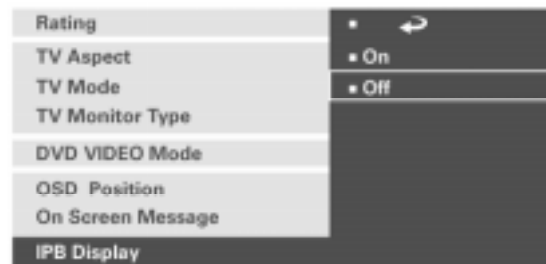 Rating
TV Aspect
TV Mode
TV Monitor Type
DVD VIDEO Mode
OSD Position
On Screen Message
IPB Display
On
Off